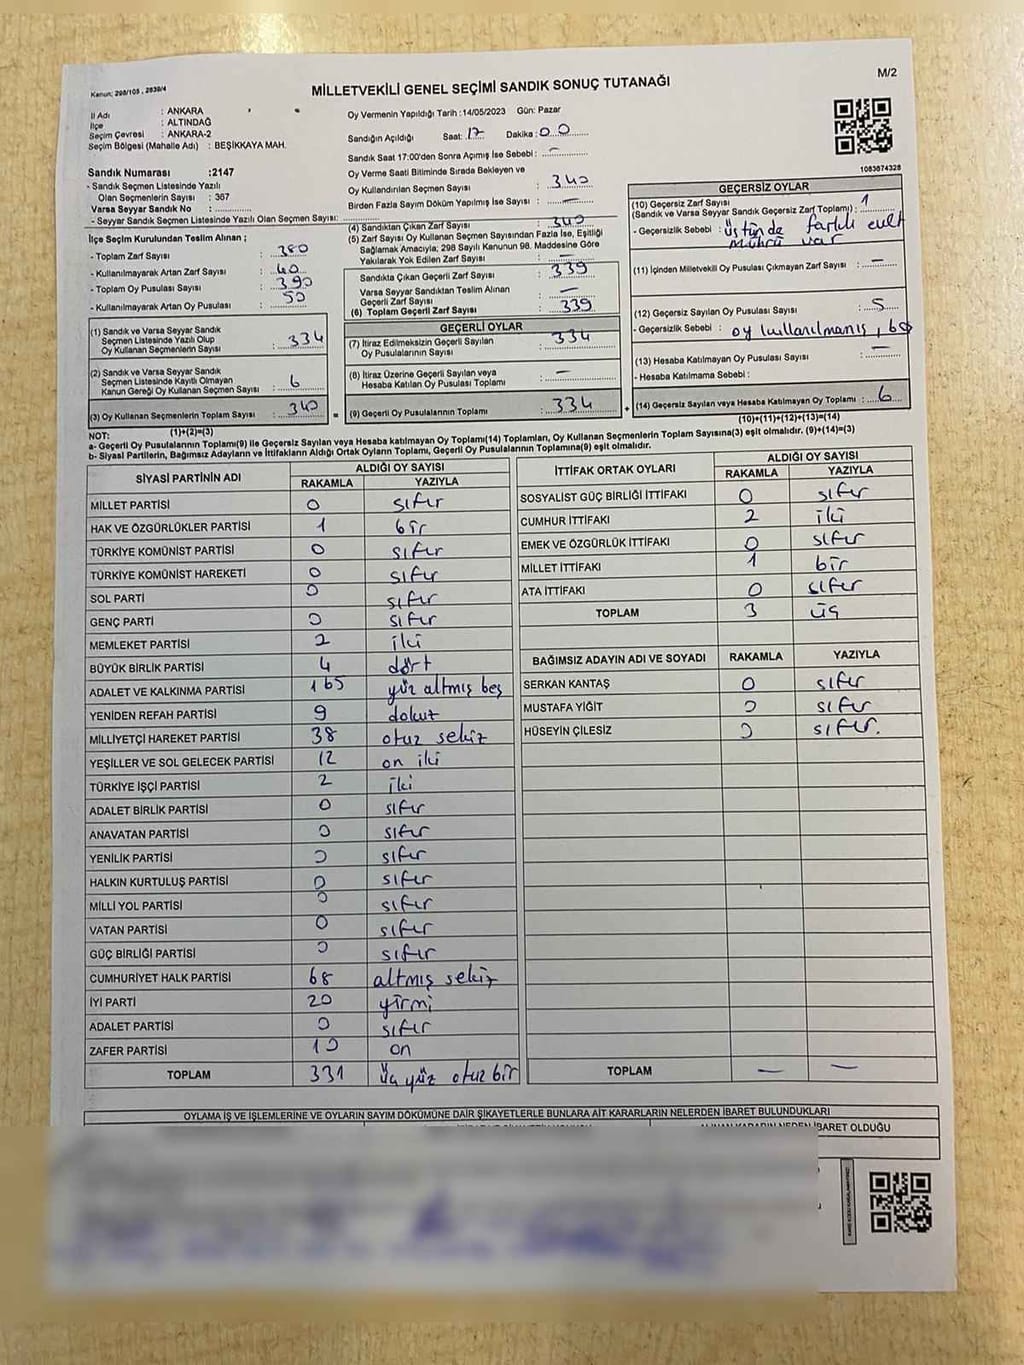 Kanun: 298/105 , 2839/4
MİLLETVEKİLİ GENEL SEÇİMİ SANDIK SONUÇ TUTANAĞI
M/2
İl Adı : ANKARA
İlçe : ALTINDAĞ
Seçim Çevresi : ANKARA-2
Seçim Bölgesi (Mahalle Adı) : BEŞİKKAYA MAH.
Oy Vermenin Yapıldığı Tarih :14/05/2023 Gün: Pazar
Sandığın Açıldığı Saat: 17 Dakika: 00
Sandık Saat 17:00'den Sonra Açımış İse Sebebi : —
Oy Verme Saati Bitiminde Sırada Bekleyen ve
Oy Kullandırılan Seçmen Sayısı : 340
Birden Fazla Sayım Döküm Yapılmış İse Sayısı : —
Sandık Numarası :2147
- Sandık Seçmen Listesinde Yazılı
Olan Seçmenlerin Sayısı : 367
Varsa Seyyar Sandık No :
- Seyyar Sandık Seçmen Listesinde Yazılı Olan Seçmen Sayısı:
1083674328
İlçe Seçim Kurulundan Teslim Alınan ;
- Toplam Zarf Sayısı : 380
- Kullanılmayarak Artan Zarf Sayısı : 40
- Toplam Oy Pusulası Sayısı : 390
- Kullanılmayarak Artan Oy Pusulası : 50
(1) Sandık ve Varsa Seyyar Sandık
Seçmen Listesinde Yazılı Olup
Oy Kullanan Seçmenlerin Sayısı : 334
(2) Sandık ve Varsa Seyyar Sandık
Seçmen Listesinde Kayıtlı Olmayan
Kanun Gereği Oy Kullanan Seçmen Sayısı : 6
(3) Oy Kullanan Seçmenlerin Toplam Sayısı : 340 =
(1)+(2)=(3)
(4) Sandıktan Çıkan Zarf Sayısı : 340
(5) Zarf Sayısı Oy Kullanan Seçmen Sayısından Fazla İse, Eşitliği
Sağlamak Amacıyla; 298 Sayılı Kanunun 98. Maddesine Göre
Yakılarak Yok Edilen Zarf Sayısı : —
Sandıkta Çıkan Geçerli Zarf Sayısı : 339
Varsa Seyyar Sandıktan Teslim Alınan
Geçerli Zarf Sayısı : —
(6) Toplam Geçerli Zarf Sayısı : 339
GEÇERLİ OYLAR
(7) İtiraz Edilmeksizin Geçerli Sayılan
Oy Pusulalarının Sayısı : 334
(8) İtiraz Üzerine Geçerli Sayılan veya
Hesaba Katılan Oy Pusulası Toplamı : —
(9) Geçerli Oy Pusulalarının Toplamı : 334 +
GEÇERSİZ OYLAR
(10) Geçersiz Zarf Sayısı
(Sandık ve Varsa Seyyar Sandık Geçersiz Zarf Toplamı) : 1
- Geçersizlik Sebebi : üstünde farklı
mührü var
(11) İçinden Milletvekili Oy Pusulası Çıkmayan Zarf Sayısı : —
(12) Geçersiz Sayılan Oy Pusulası Sayısı : 5
- Geçersizlik Sebebi : oy kullanılmamış, boş
(13) Hesaba Katılmayan Oy Pusulası Sayısı : —
- Hesaba Katılmama Sebebi :
(14) Geçersiz Sayılan veya Hesaba Katılmayan Oy Toplamı : 6
(10)+(11)+(12)+(13)=(14)
NOT:
a- Geçerli Oy Pusulalarının Toplamı(9) ile Geçersiz Sayılan veya Hesaba katılmayan Oy Toplamı(14) Toplamları, Oy Kullanan Seçmenlerin Toplam Sayısına(3) eşit olmalıdır. (9)+(14)=(3)
b- Siyasi Partilerin, Bağımsız Adayların ve İttifakların Aldığı Ortak Oyların Toplamı, Geçerli Oy Pusulalarının Toplamına(9) eşit olmalıdır.
SİYASİ PARTİNİN ADI ALDIĞI OY SAYISI
RAKAMLA YAZIYLA
MİLLET PARTİSİ 0 sıfır
HAK VE ÖZGÜRLÜKLER PARTİSİ 1 bir
TÜRKİYE KOMÜNİST PARTİSİ 0 sıfır
TÜRKİYE KOMÜNİST HAREKETİ 0 sıfır
SOL PARTİ 0 sıfır
GENÇ PARTİ 0 sıfır
MEMLEKET PARTİSİ 2 iki
BÜYÜK BİRLİK PARTİSİ 4 dört
ADALET VE KALKINMA PARTİSİ 165 yüz altmış beş
YENİDEN REFAH PARTİSİ 9 dokuz
MİLLİYETÇİ HAREKET PARTİSİ 38 otuz sekiz
YEŞİLLER VE SOL GELECEK PARTİSİ 12 on iki
TÜRKİYE İŞÇİ PARTİSİ 2 iki
ADALET BİRLİK PARTİSİ 0 sıfır
ANAVATAN PARTİSİ 0 sıfır
YENİLİK PARTİSİ 0 sıfır
HALKIN KURTULUŞ PARTİSİ 0 sıfır
MİLLİ YOL PARTİSİ 0 sıfır
VATAN PARTİSİ 0 sıfır
GÜÇ BİRLİĞİ PARTİSİ 0 sıfır
CUMHURİYET HALK PARTİSİ 68 altmış sekiz
İYİ PARTİ 20 yirmi
ADALET PARTİSİ 0 sıfır
ZAFER PARTİSİ 10 on
TOPLAM 331 üç yüz otuz bir
İTTİFAK ORTAK OYLARI ALDIĞI OY SAYISI
RAKAMLA YAZIYLA
SOSYALİST GÜÇ BİRLİĞİ İTTİFAKI 0 sıfır
CUMHUR İTTİFAKI 2 iki
EMEK VE ÖZGÜRLÜK İTTİFAKI 0 sıfır
MİLLET İTTİFAKI 1 bir
ATA İTTİFAKI 0 sıfır
TOPLAM 3 üç
BAĞIMSIZ ADAYIN ADI VE SOYADI RAKAMLA YAZIYLA
SERKAN KANTAŞ 0 sıfır
MUSTAFA YİĞİT 0 sıfır
HÜSEYİN ÇİLESİZ 0 sıfır.
TOPLAM — —
OYLAMA İŞ VE İŞLEMLERİNE VE OYLARIN SAYIM DÖKÜMÜNE DAİR ŞİKAYETLERLE BUNLARA AİT KARARLARIN NELERDEN İBARET BULUNDUKLARI
ALINAN KARARIN NEDEN İBARET OLDUĞU